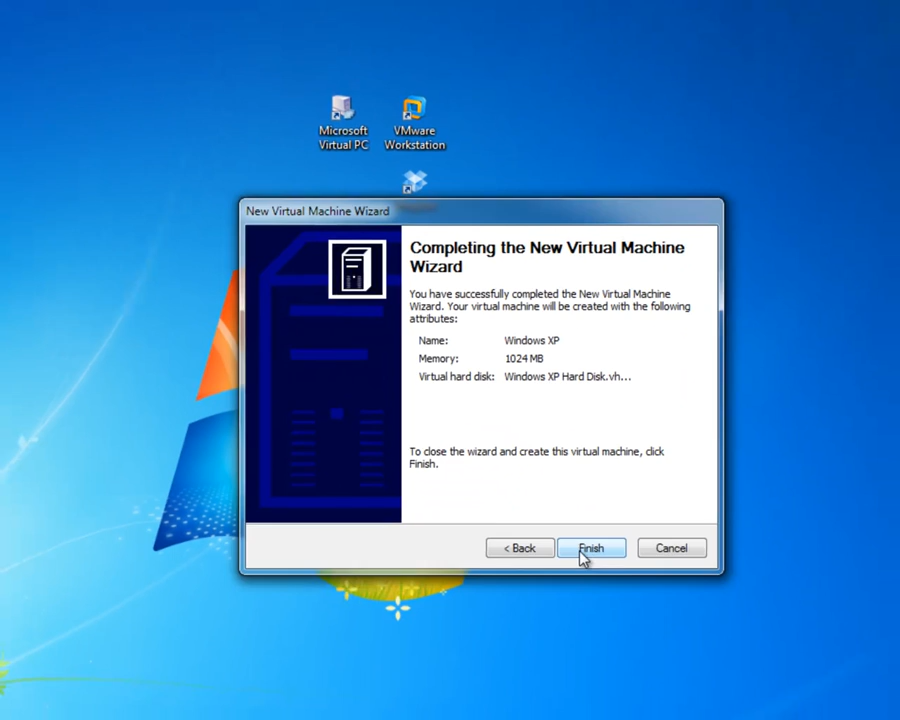 Microsoft
Virtual PC
VMware
Workstation
New Virtual Machine Wizard
Completing the New Virtual Machine
Wizard
You have successfully completed the New Virtual Machine
Wizard. Your virtual machine will be created with the following
attributes:
Name: Windows XP
Memory: 1024 MB
Virtual hard disk: Windows XP Hard Disk.vh...
To close the wizard and create this virtual machine, click
Finish.
< Back
Finish
Cancel